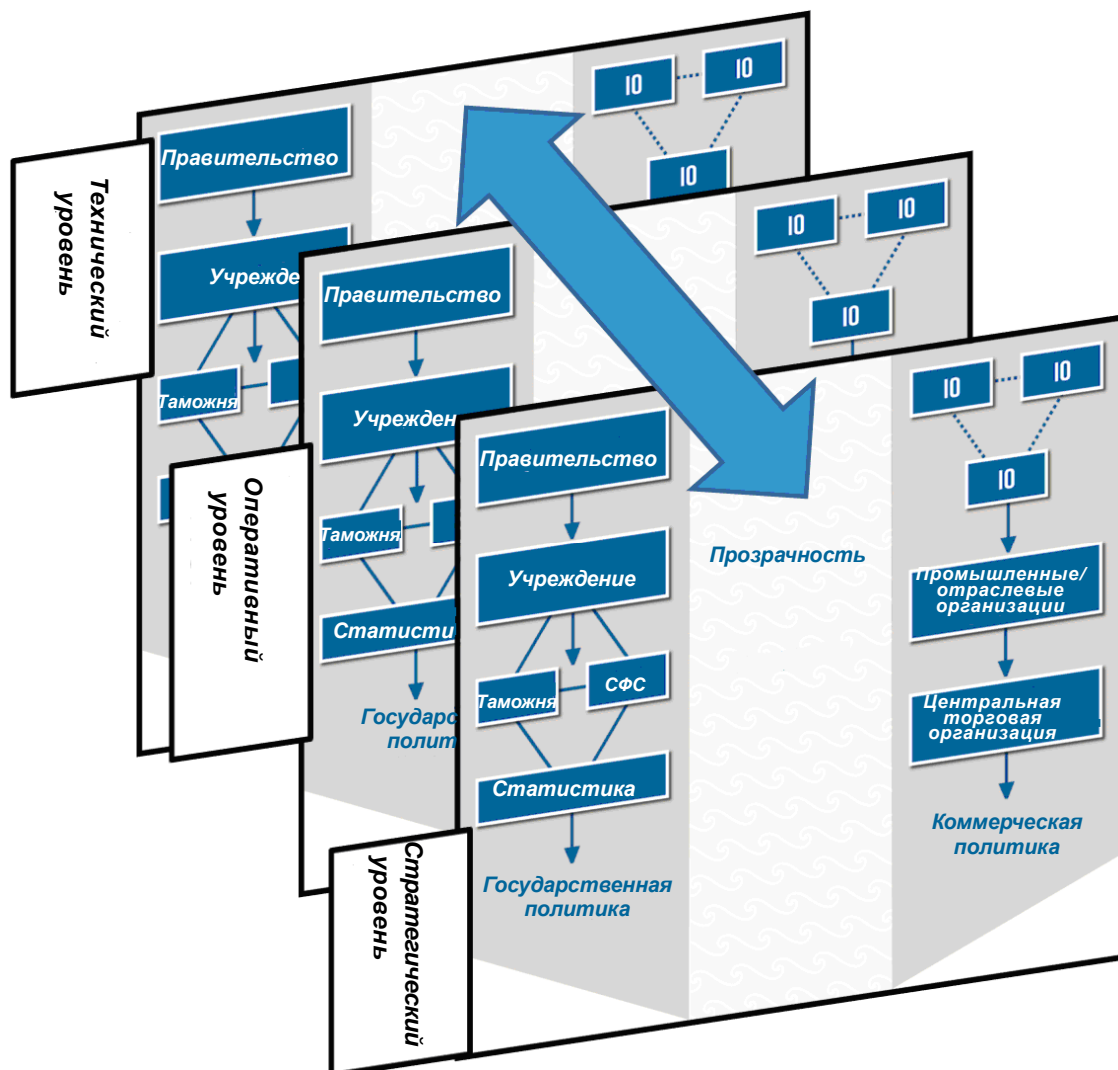 Технический
уровень
Правительство
Учрежде
Таможня
IO
IO
IO
Оперативный
уровень
Правительство
Учрежден
Таможня
Статисти
Государс
полит
IO
IO
IO
Стратегический
уровень
Правительство
Учреждение
Таможня
СФС
Статистика
Государственная
политика
Прозрачность
IO
IO
IO
Промышленные/
отраслевые
организации
Центральная
торговая
организация
Коммерческая
политика